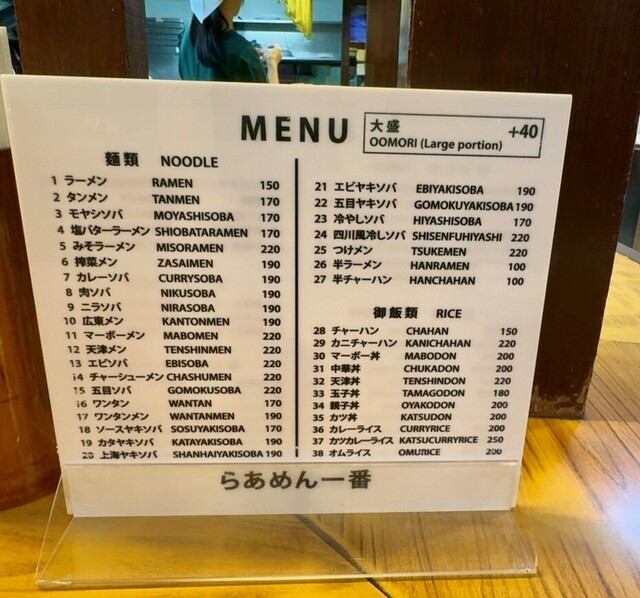 MENU
大盛 +40
OOMORI (Large portion)
麺類 NOODLE
1 ラーメン RAMEN 150
2 タンメン TANMEN 170
3 モヤシソバ MOYASHISOBA 170
4 塩バターラーメン SHIOBATARAMEN 170
5 みそラーメン MISORAMEN 220
6 搾菜メン ZASAIMEN 190
7 カレーソバ CURRYSOBA 190
8 肉ソバ NIKUSOBA 190
9 ニラソバ NIRASOBA 190
10 広東メン KANTONMEN 190
11 マーボーメン MABOMEN 220
12 天津メン TENSHINMEN 220
13 エビソバ EBISOBA 220
14 チャーシューメン CHASHUMEN 220
15 五目ソバ GOMOKUSOBA 220
16 ワンタン WANTAN 170
17 ワンタンメン WANTANMEN 190
18 ソースヤキソバ SOSUYAKISOBA 170
19 カタヤキソバ KATAYAKISOBA 190
20 上海ヤキソバ SHANHAIYAKISOBA 190
21 エビヤキソバ EBIYAKISOBA 190
22 五目ヤキソバ GOMOKUYAKISOBA 190
23 冷やしソバ HIYASHISOBA 170
24 四川風冷しソバ SHISENFUHIYASHI 220
25 つけメン TSUKEMEN 220
26 半ラーメン HANRAMEN 100
27 半チャーハン HANCHAHAN 100
御飯類 RICE
28 チャーハン CHAHAN 150
29 カニチャーハン KANICHAHAN 220
30 マーボー丼 MABODON 200
31 中華丼 CHUKADON 200
32 天津丼 TENSHINDON 220
33 玉子丼 TAMAGODON 180
34 親子丼 OYAKODON 200
35 カツ丼 KATSUDON 200
36 カレーライス CURRYRICE 200
37 カツカレーライス KATSUCURRYRICE 250
38 オムライス OMURICE 200
らあめん一番